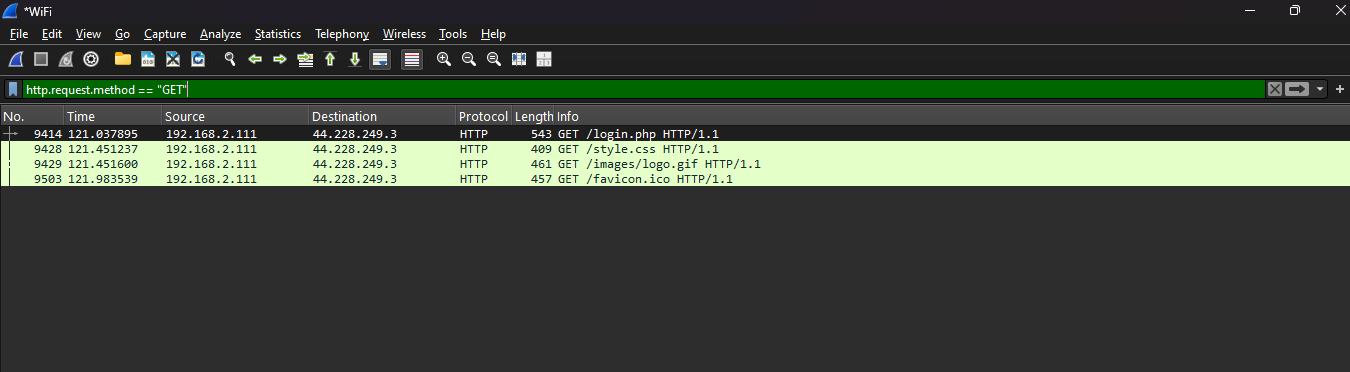 *WiFi
File Edit View Go Capture Analyze Statistics Telephony Wireless Tools Help
http.request.method == "GET"
No. Time Source Destination Protocol Length Info
9414 121.037895 192.168.2.111 44.228.249.3 HTTP 543 GET /login.php HTTP/1.1
9428 121.451237 192.168.2.111 44.228.249.3 HTTP 409 GET /style.css HTTP/1.1
9429 121.451600 192.168.2.111 44.228.249.3 HTTP 461 GET /images/logo.gif HTTP/1.1
9503 121.983539 192.168.2.111 44.228.249.3 HTTP 457 GET /favicon.ico HTTP/1.1